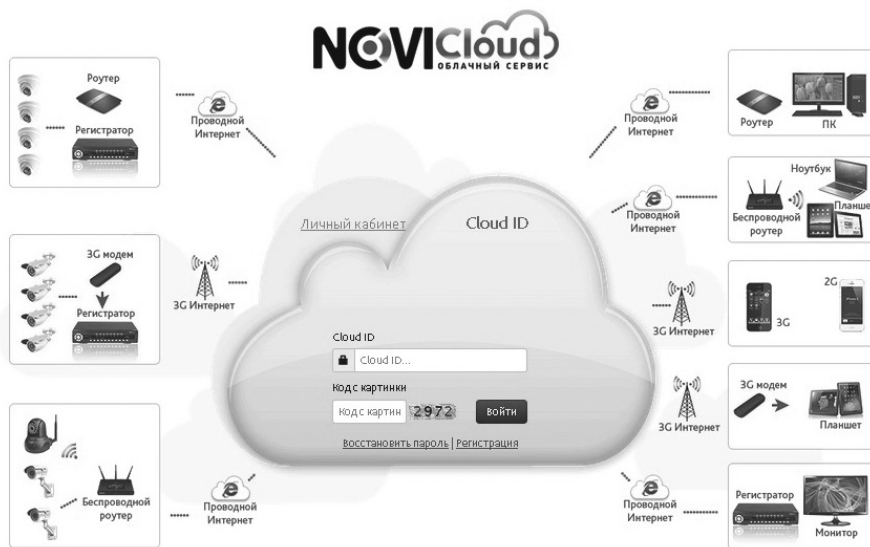 NOVICloud
ОБЛАЧНЫЙ СЕРВИС
Роутер
Регистратор
Проводной
Интернет
3G модем
Регистратор
3G Интернет
Беспроводной
роутер
Проводной
Интернет
Личный кабинет
Cloud ID
Cloud ID
Cloud ID...
Код с картинки
Код с картин
2972
Войти
Восстановить пароль | Регистрация
Проводной
Интернет
Роутер
ПК
Проводной
Интернет
Ноутбук
Планше
Беспроводной
роутер
3G Интернет
2G
3G
3G Интернет
3G модем
Планшет
Проводной
Интернет
Регистратор
Монитор